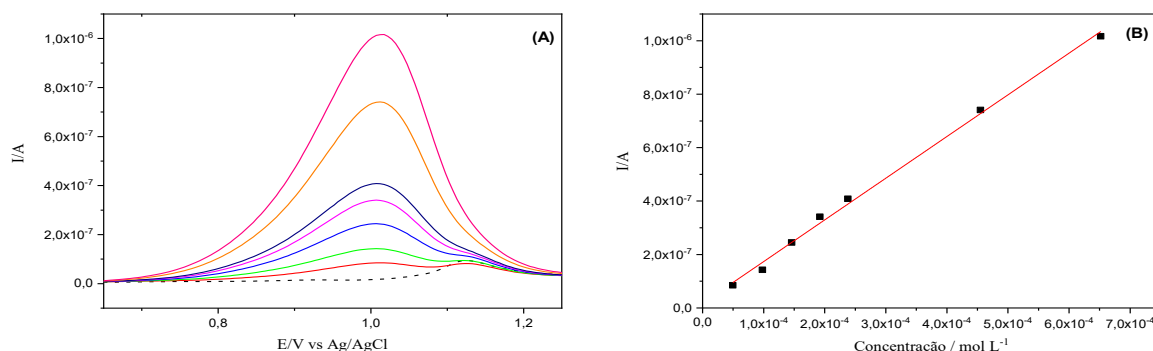 (A)
I/A
1,0x10⁻⁶
8,0x10⁻⁷
6,0x10⁻⁷
4,0x10⁻⁷
2,0x10⁻⁷
0,0
0,8
1,0
1,2
E/V vs Ag/AgCl
(B)
I/A
1,0x10⁻⁶
8,0x10⁻⁷
6,0x10⁻⁷
4,0x10⁻⁷
2,0x10⁻⁷
0,0
0,0 1,0x10⁻⁴ 2,0x10⁻⁴ 3,0x10⁻⁴ 4,0x10⁻⁴ 5,0x10⁻⁴ 6,0x10⁻⁴ 7,0x10⁻⁴
Concentração / mol L⁻¹